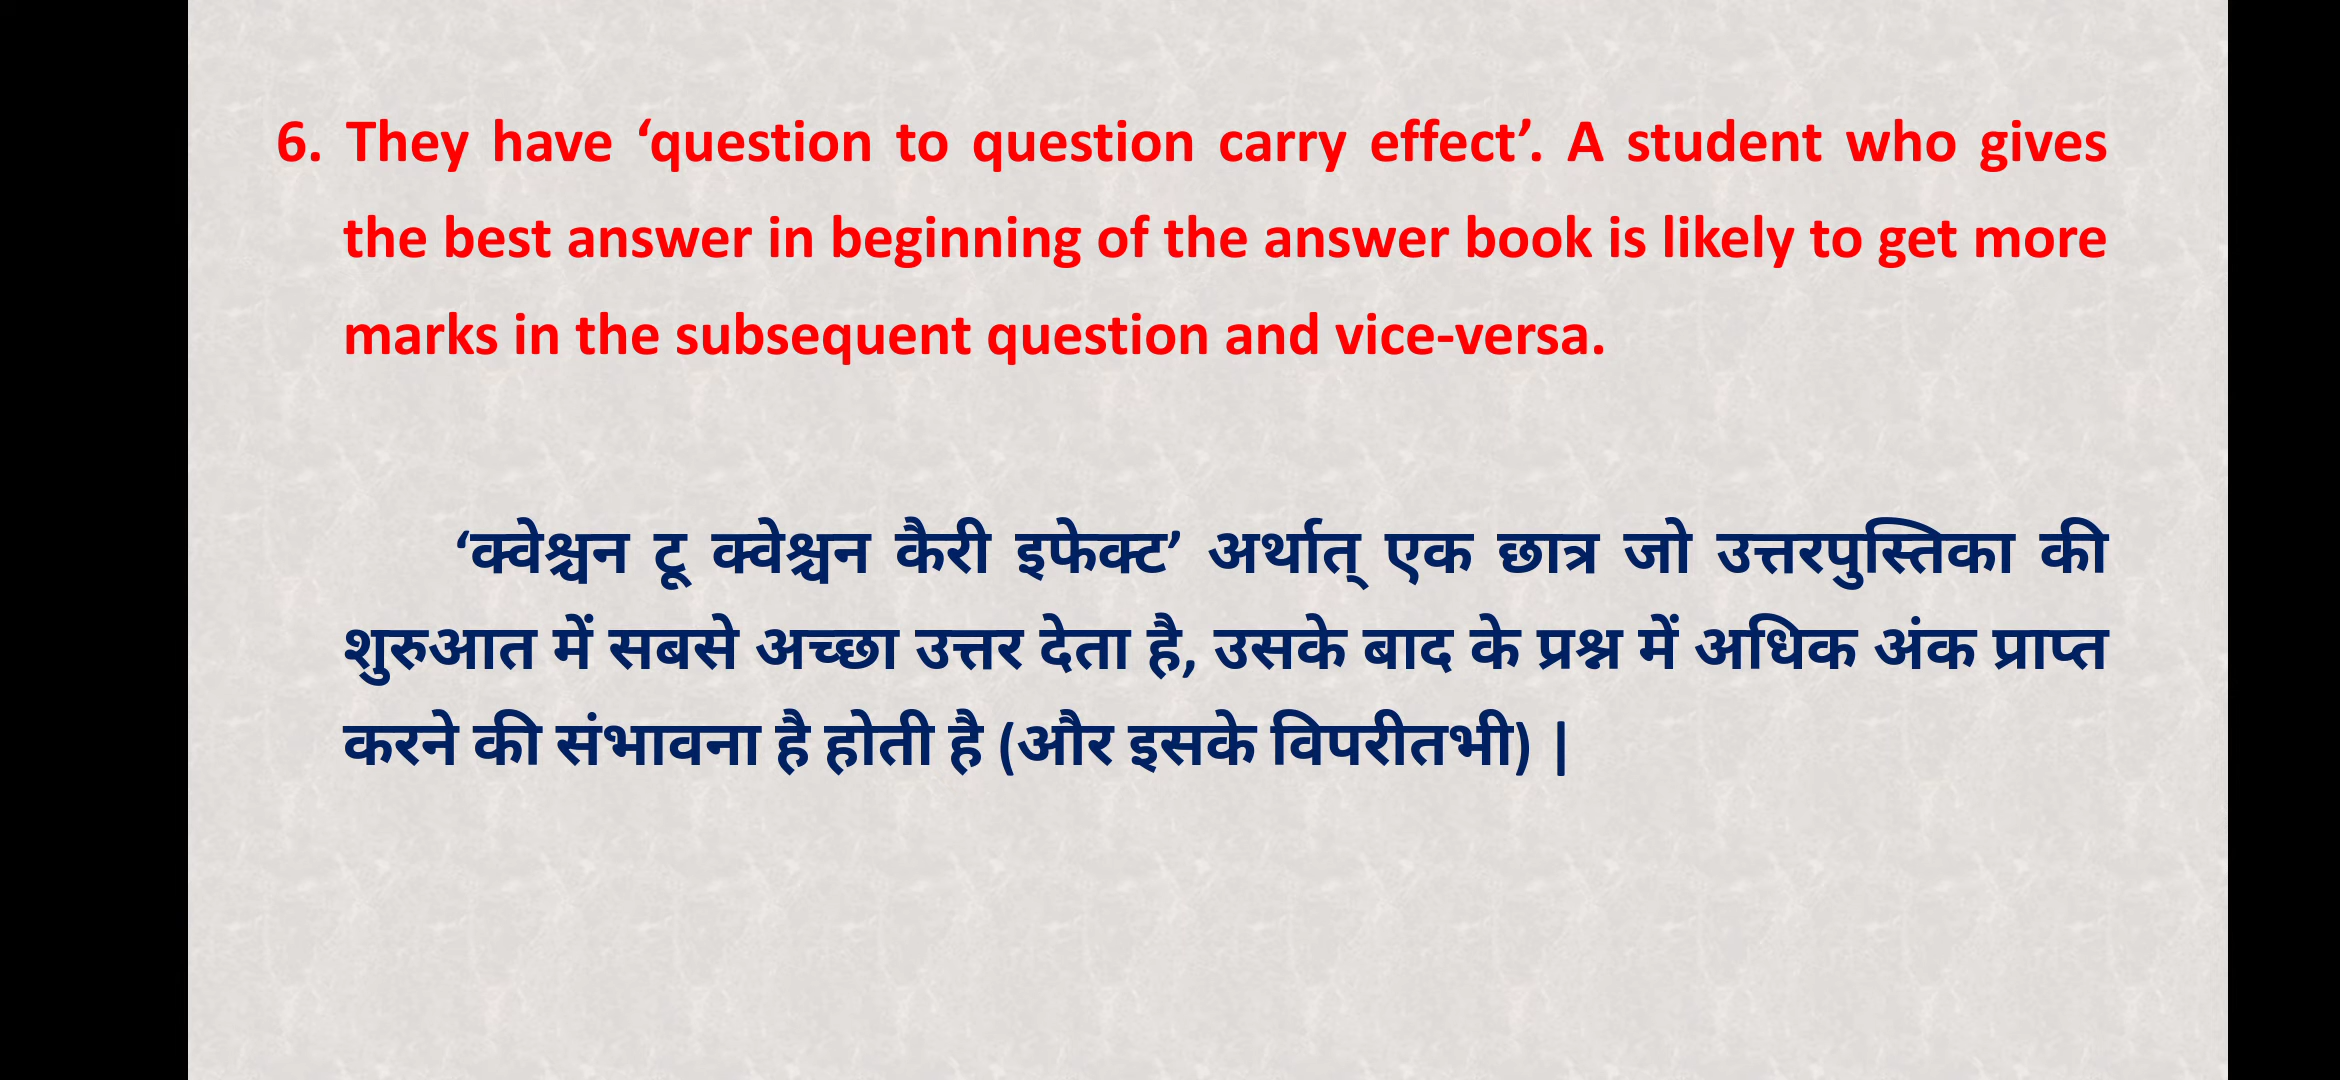 6. They have ‘question to question carry effect’. A student who gives
the best answer in beginning of the answer book is likely to get more
marks in the subsequent question and vice-versa.
‘क्वेश्चन टू क्वेश्चन कैरी इफेक्ट’ अर्थात् एक छात्र जो उत्तरपुस्तिका की
शुरुआत में सबसे अच्छा उत्तर देता है, उसके बाद के प्रश्न में अधिक अंक प्राप्त
करने की संभावना है होती है (और इसके विपरीतभी) |